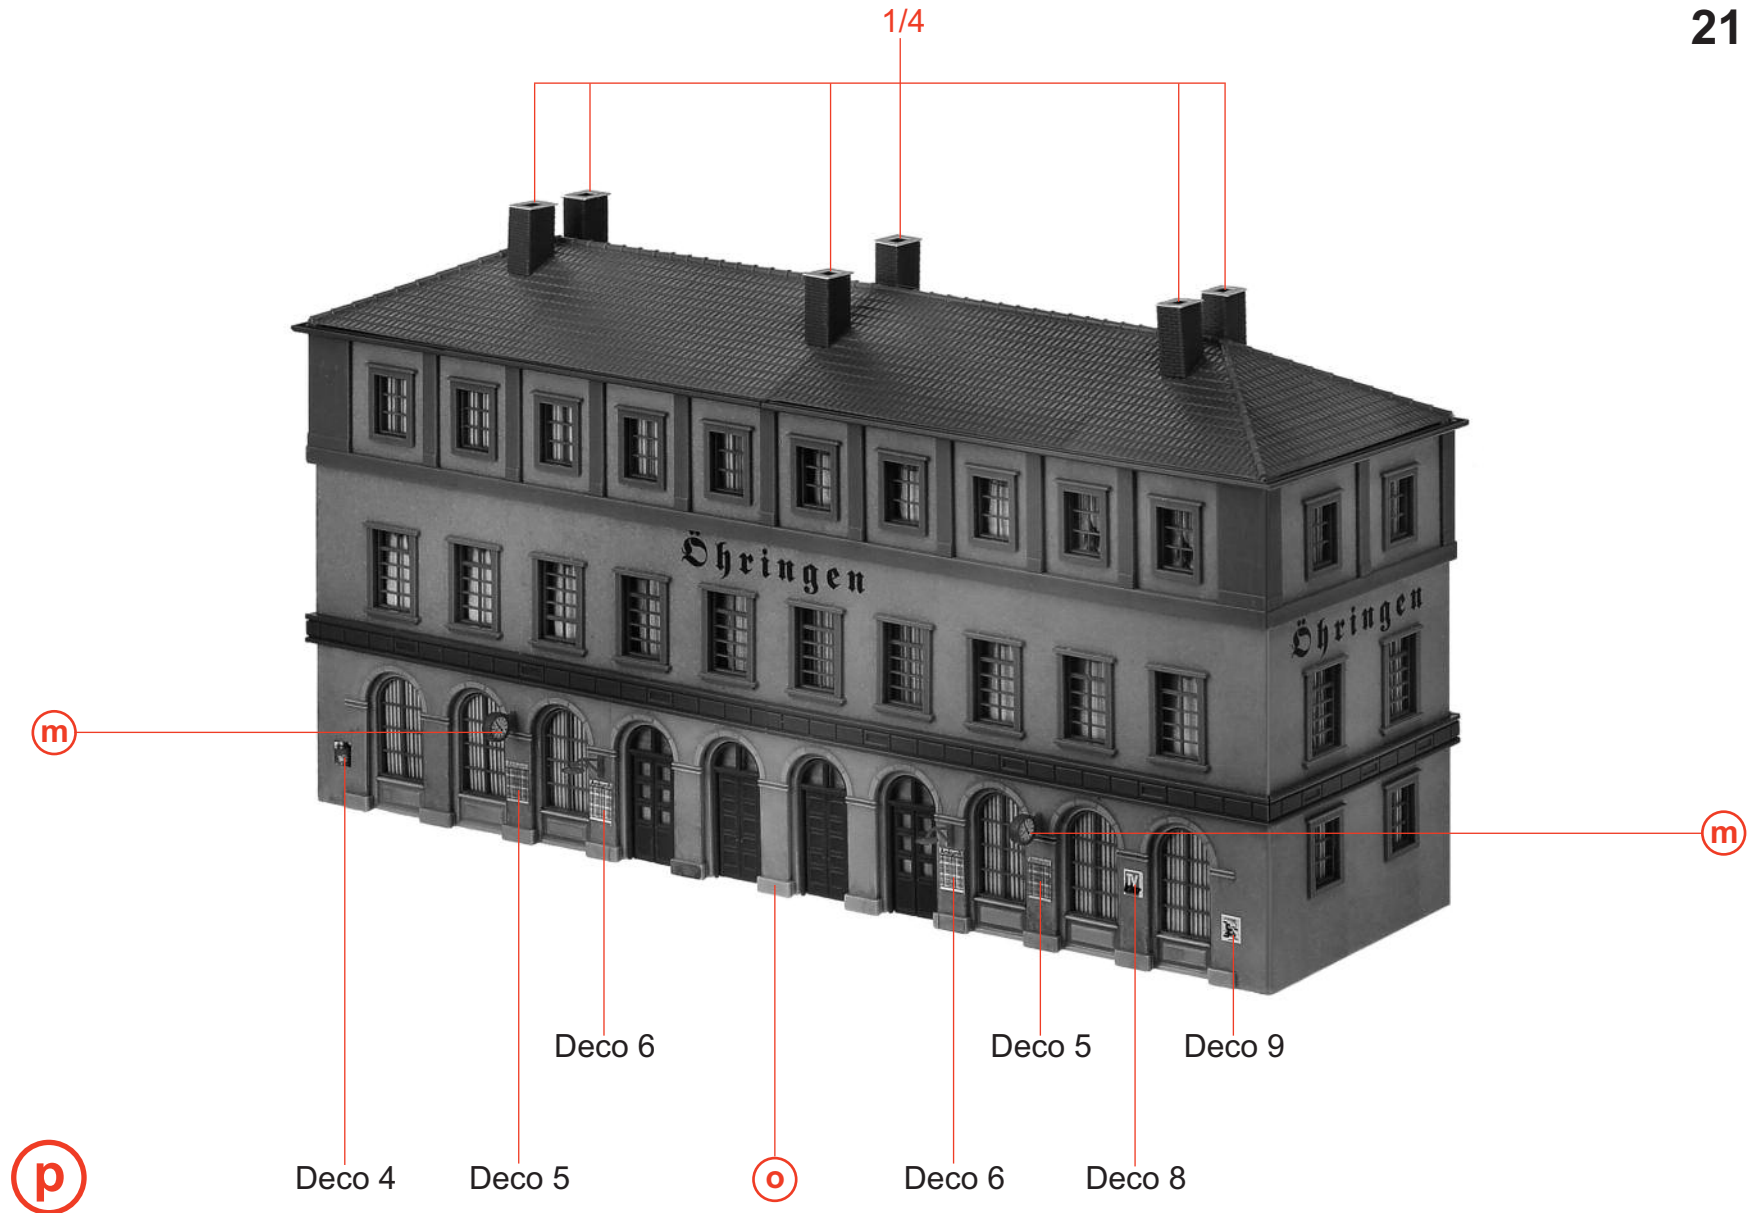 1/4
21
Öhringen
Öhringen
m
m
Deco 6
Deco 5
Deco 9
p
Deco 4
Deco 5
o
Deco 6
Deco 8